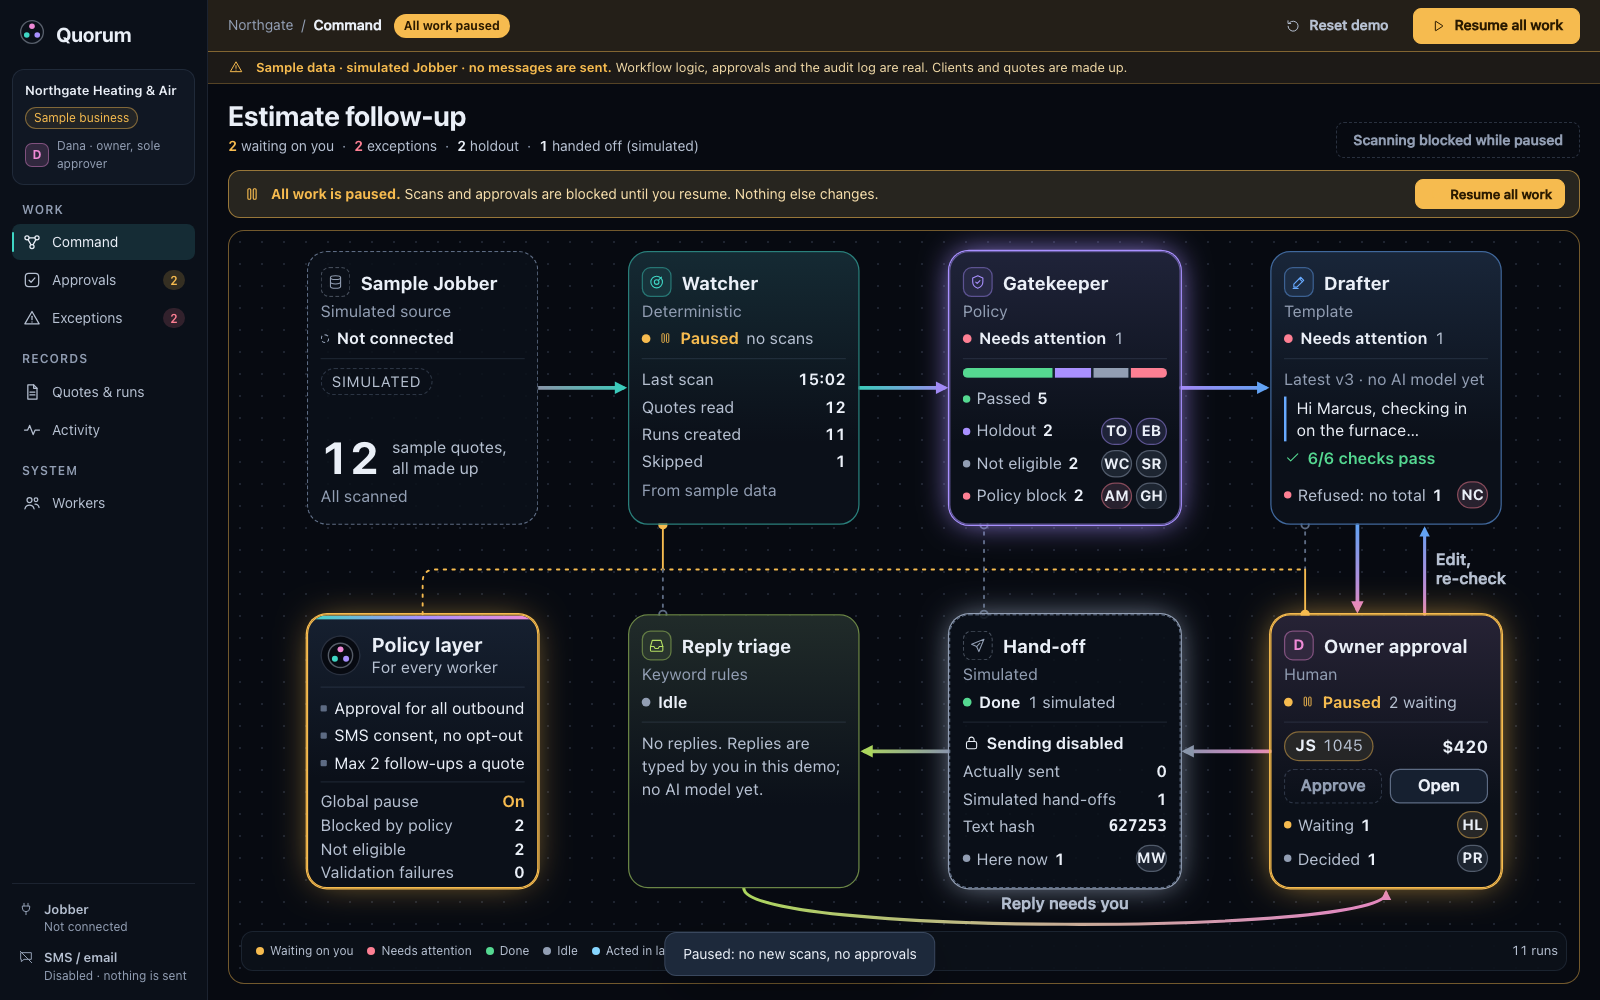 Quorum
Northgate Heating & Air
Sample business
D
Dana · owner, sole
approver
WORK
Command
Approvals 2
Exceptions 2
RECORDS
Quotes & runs
Activity
SYSTEM
Workers
Jobber
Not connected
SMS / email
Disabled · nothing is sent
Northgate / Command All work paused
Reset demo
Resume all work
Sample data · simulated Jobber · no messages are sent. Workflow logic, approvals and the audit log are real. Clients and quotes are made up.
Estimate follow-up
2 waiting on you · 2 exceptions · 2 holdout · 1 handed off (simulated)
Scanning blocked while paused
All work is paused. Scans and approvals are blocked until you resume. Nothing else changes.
Resume all work
Sample Jobber
Simulated source
Not connected
SIMULATED
12 sample quotes,
all made up
All scanned
Watcher
Deterministic
Paused no scans
Last scan 15:02
Quotes read 12
Runs created 11
Skipped 1
From sample data
Gatekeeper
Policy
Needs attention 1
Passed 5
Holdout 2 TO EB
Not eligible 2 WC SR
Policy block 2 AM GH
Drafter
Template
Needs attention 1
Latest v3 · no AI model yet
Hi Marcus, checking in
on the furnace...
6/6 checks pass
Refused: no total 1 NC
Edit,
re-check
Policy layer
For every worker
Approval for all outbound
SMS consent, no opt-out
Max 2 follow-ups a quote
Global pause On
Blocked by policy 2
Not eligible 2
Validation failures 0
Reply triage
Keyword rules
Idle
No replies. Replies are
typed by you in this demo;
no AI model yet.
Hand-off
Simulated
Done 1 simulated
Sending disabled
Actually sent 0
Simulated hand-offs 1
Text hash 627253
Here now 1 MW
D
Owner approval
Human
Paused 2 waiting
JS 1045 $420
Approve Open
Waiting 1 HL
Decided 1 PR
Reply needs you
Waiting on you Needs attention Done Idle Acted in la
Paused: no new scans, no approvals
11 runs